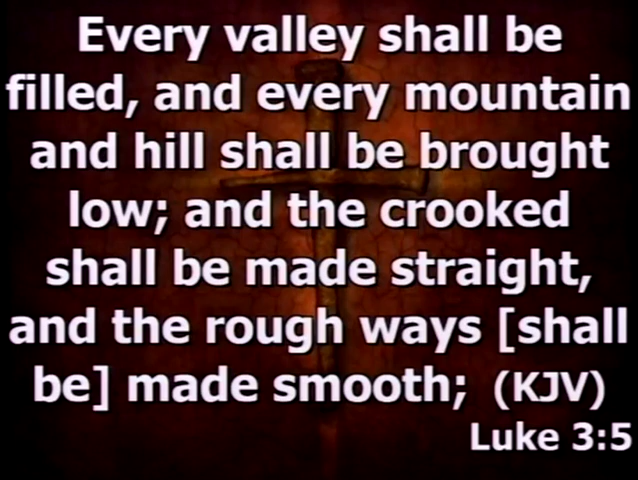 Every valley shall be
filled, and every mountain
and hill shall be brought
low; and the crooked
shall be made straight,
and the rough ways [shall
be] made smooth; (KJV)
Luke 3:5